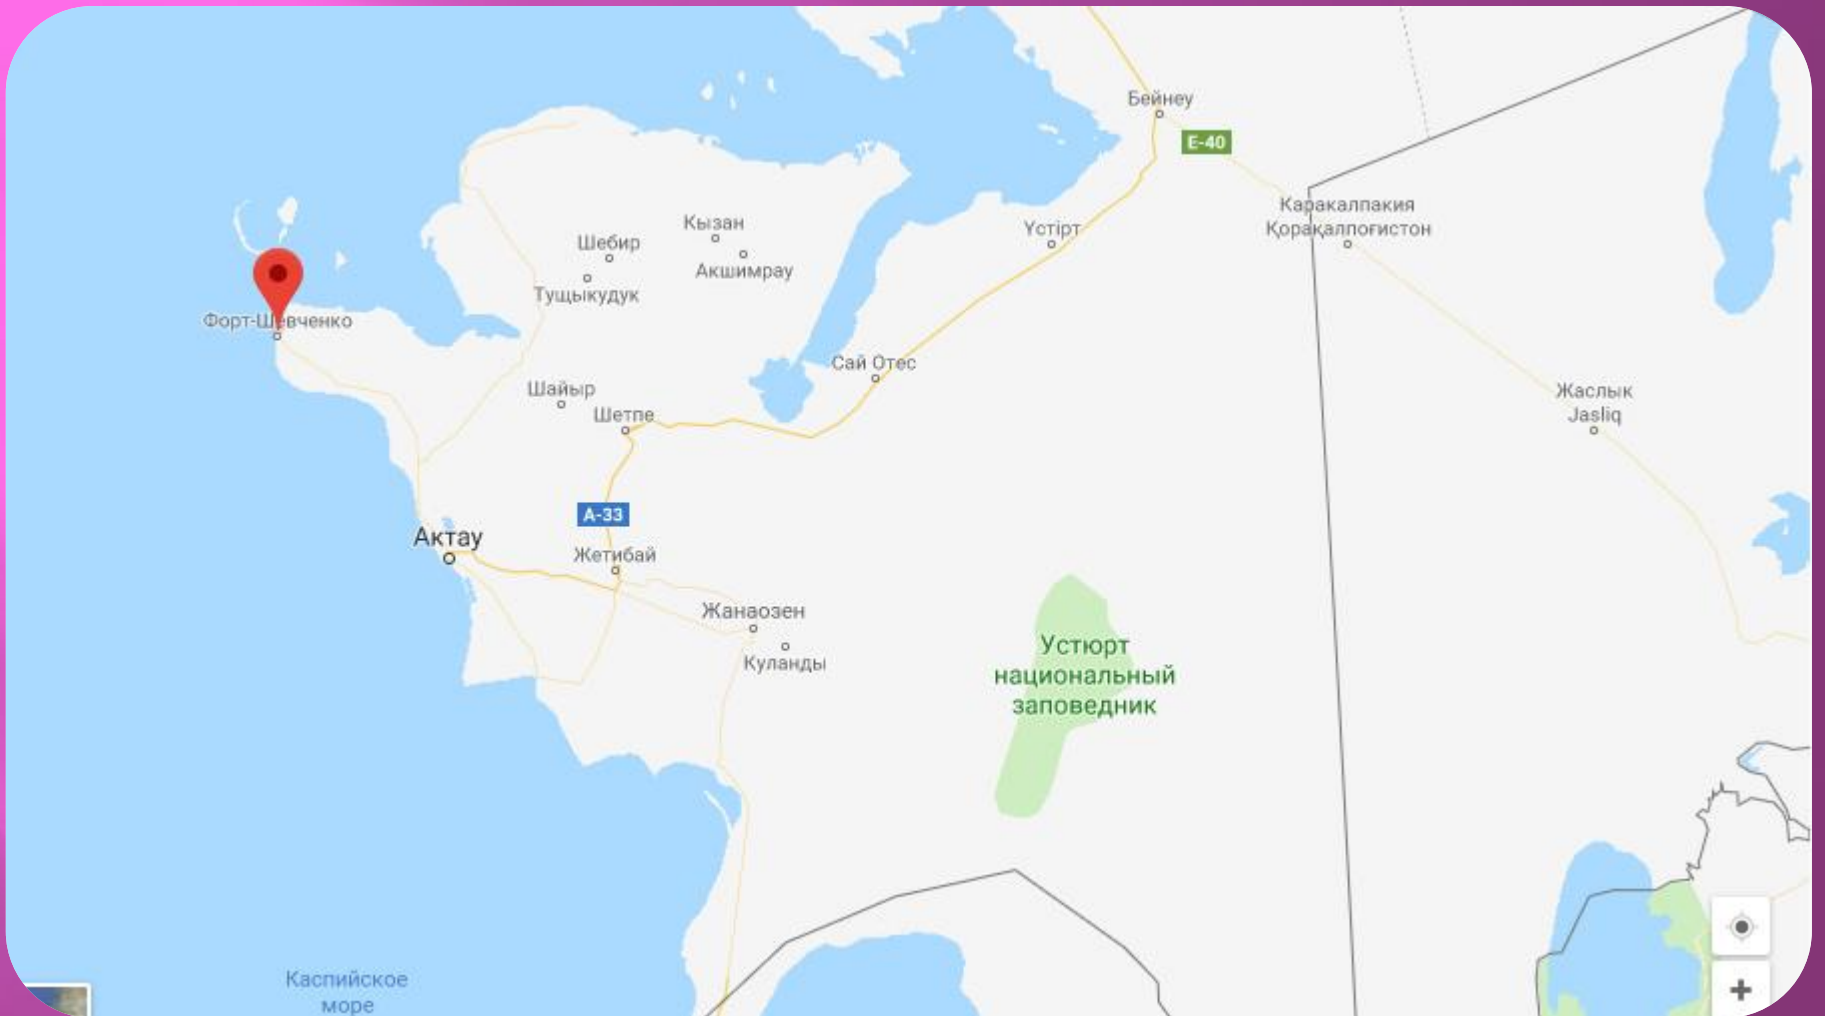 Бейнеу
E-40
Каракалпакия
Қорақалпоғистон
Кызан
Үстірт
Шебир
Акшимрау
Тущыкудук
Форт-Шевченко
Сай Отес
Шайыр
Жаслык
Jasliq
Шетпе
A-33
Актау
Жетибай
Жанаозен
Куланды
Устюрт
национальный
заповедник
Каспийское
море